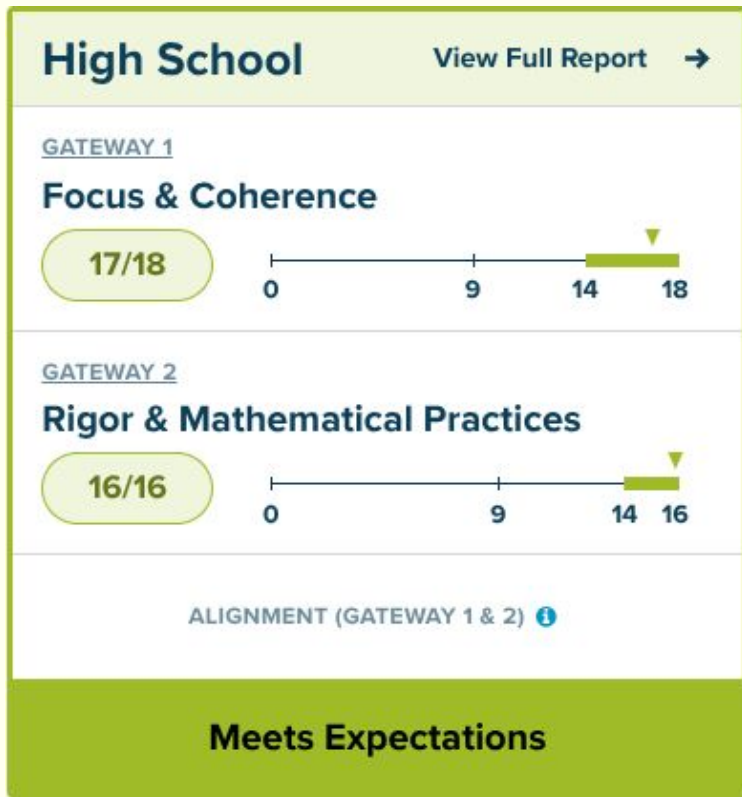 High School View Full Report →
GATEWAY 1
Focus & Coherence
17/18
0 9 14 18
GATEWAY 2
Rigor & Mathematical Practices
16/16
0 9 14 16
ALIGNMENT (GATEWAY 1 & 2) i
Meets Expectations